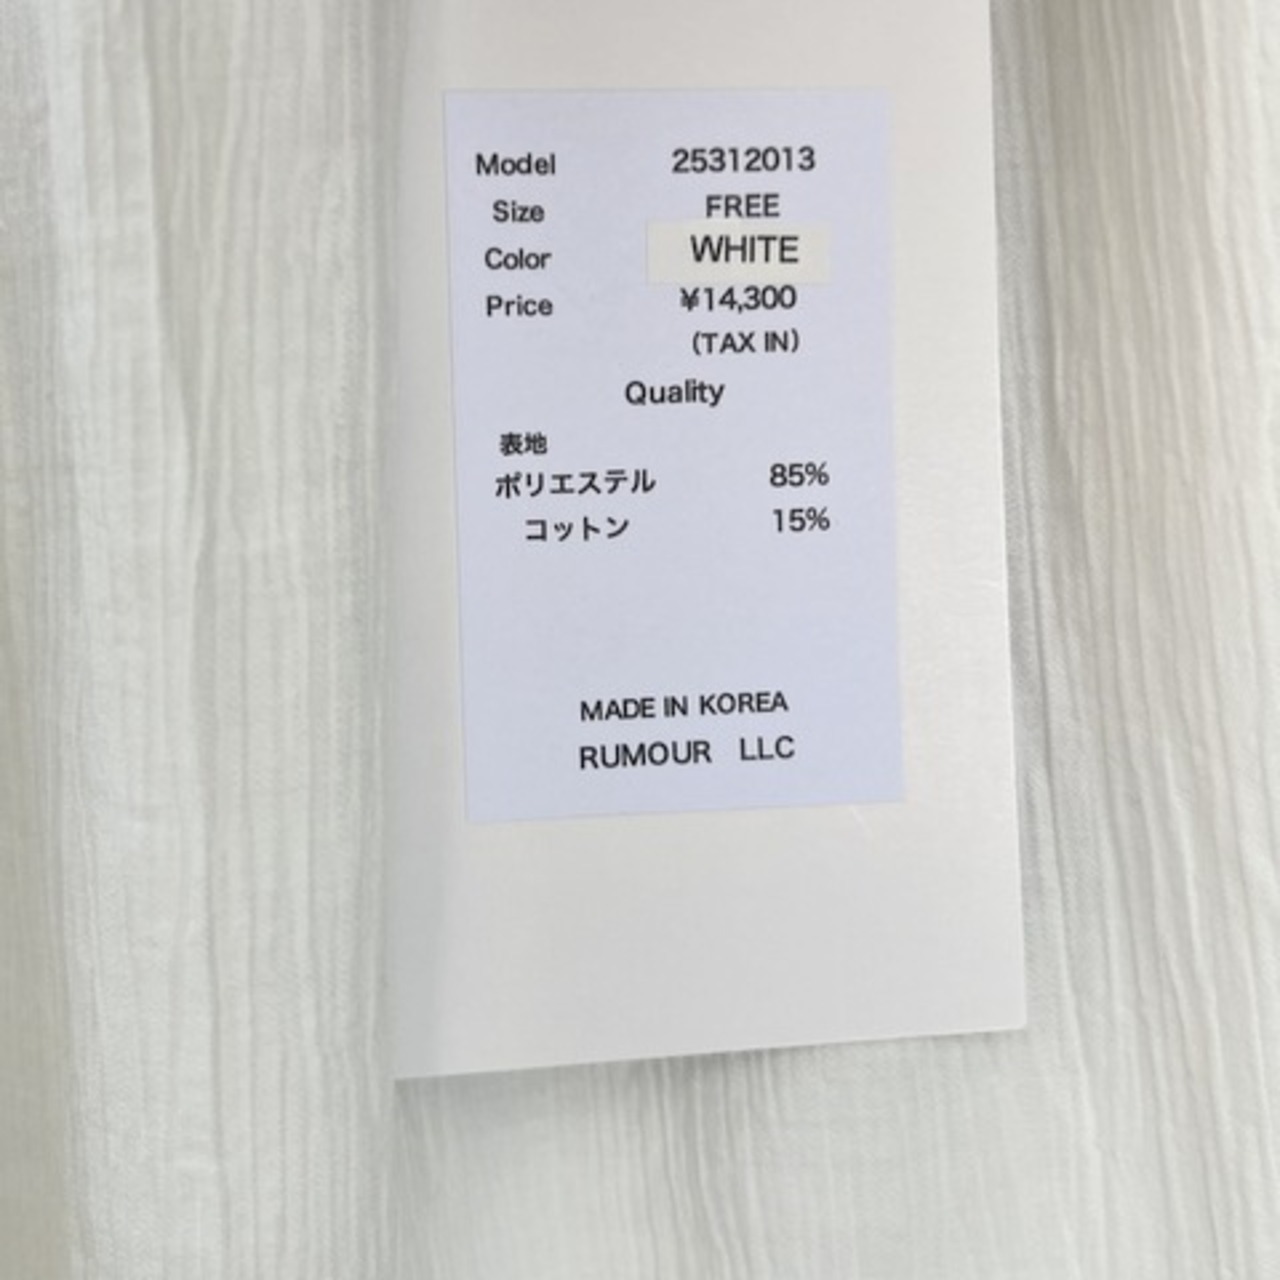 Model 25312013
Size FREE
Color WHITE
Price ¥14,300
(TAX IN)
Quality
表地
ポリエステル 85%
コットン 15%
MADE IN KOREA
RUMOUR LLC